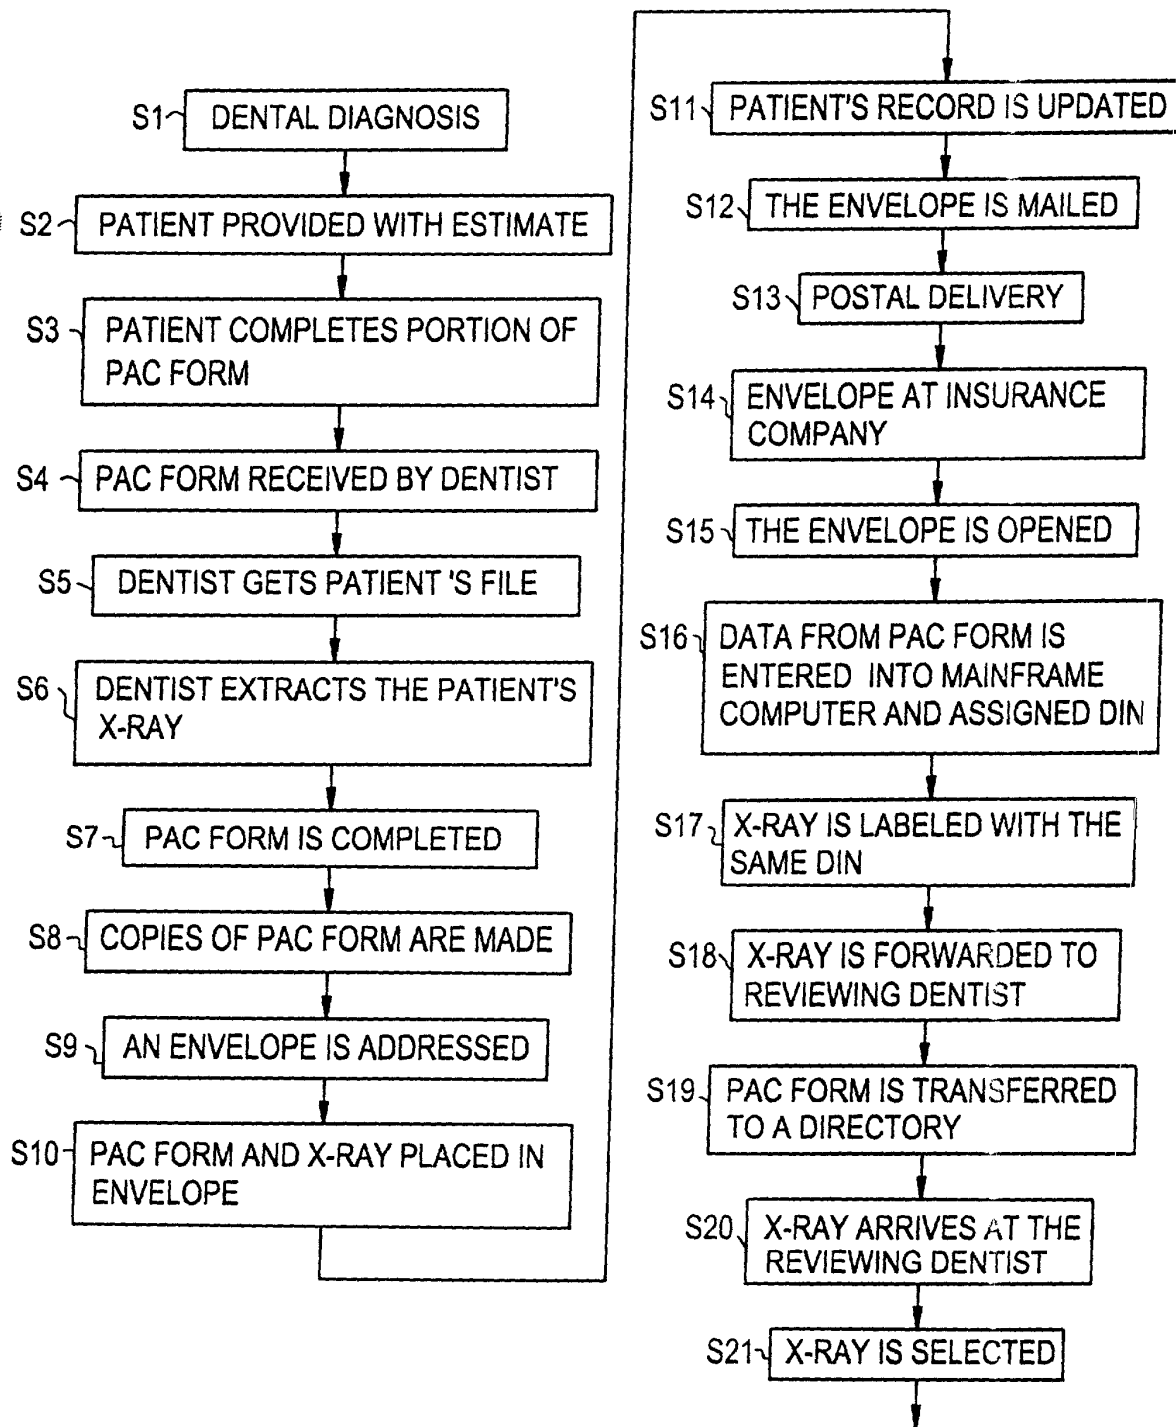 S1 DENTAL DIAGNOSIS
S2 PATIENT PROVIDED WITH ESTIMATE
S3 PATIENT COMPLETES PORTION OF
PAC FORM
S4 PAC FORM RECEIVED BY DENTIST
S5 DENTIST GETS PATIENT 'S FILE
S6 DENTIST EXTRACTS THE PATIENT'S
X-RAY
S7 PAC FORM IS COMPLETED
S8 COPIES OF PAC FORM ARE MADE
S9 AN ENVELOPE IS ADDRESSED
S10 PAC FORM AND X-RAY PLACED IN
ENVELOPE
S11 PATIENT'S RECORD IS UPDATED
S12 THE ENVELOPE IS MAILED
S13 POSTAL DELIVERY
S14 ENVELOPE AT INSURANCE
COMPANY
S15 THE ENVELOPE IS OPENED
S16 DATA FROM PAC FORM IS
ENTERED INTO MAINFRAME
COMPUTER AND ASSIGNED DIN
S17 X-RAY IS LABELED WITH THE
SAME DIN
S18 X-RAY IS FORWARDED TO
REVIEWING DENTIST
S19 PAC FORM IS TRANSFERRED
TO A DIRECTORY
S20 X-RAY ARRIVES AT THE
REVIEWING DENTIST
S21 X-RAY IS SELECTED